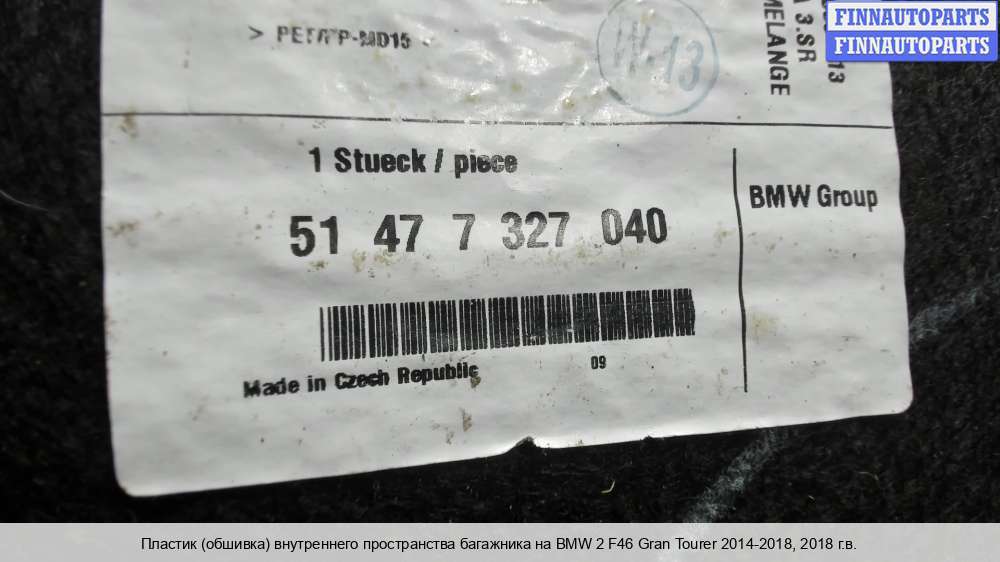 FINNAUTOPARTS
FINNAUTOPARTS
> PET/PP-MD15
W.13
3.SR
MELANGE
1 Stueck / piece
51 47 7 327 040
BMW Group
Made in Czech Republic
09
Пластик (обшивка) внутреннего пространства багажника на BMW 2 F46 Gran Tourer 2014-2018, 2018 г.в.